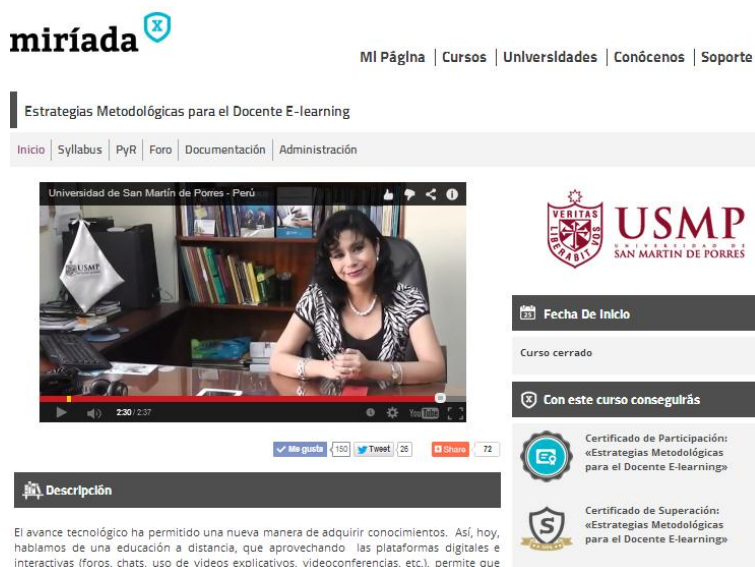 miríada X
Mi Página | Cursos | Universidades | Conócenos | Soporte
Estrategias Metodológicas para el Docente E-learning
Inicio | Syllabus | PyR | Foro | Documentación | Administración
Universidad de San Martín de Porres - Perú
USMP
2:30 / 2:37
YouTube
Me gusta 150 Tweet 26 Share 72
VERITAS
LIBERABIT VOS
USMP
UNIVERSIDAD DE
SAN MARTIN DE PORRES
25 Fecha De Inicio
Curso cerrado
X Con este curso conseguirás
Certificado de Participación:
«Estrategias Metodológicas
para el Docente E-learning»
S
Certificado de Superación:
«Estrategias Metodológicas
para el Docente E-learning»
Descripción
El avance tecnológico ha permitido una nueva manera de adquirir conocimientos. Así, hoy,
hablamos de una educación a distancia, que aprovechando las plataformas digitales e
interactivas (foros, chats, uso de videos explicativos, videoconferencias, etc.), permite que